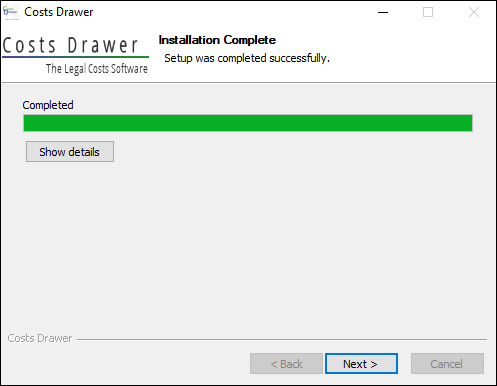 Costs Drawer
Costs Drawer
The Legal Costs Software
Installation Complete
Setup was completed successfully.
Completed
Show details
Costs Drawer
< Back
Next >
Cancel